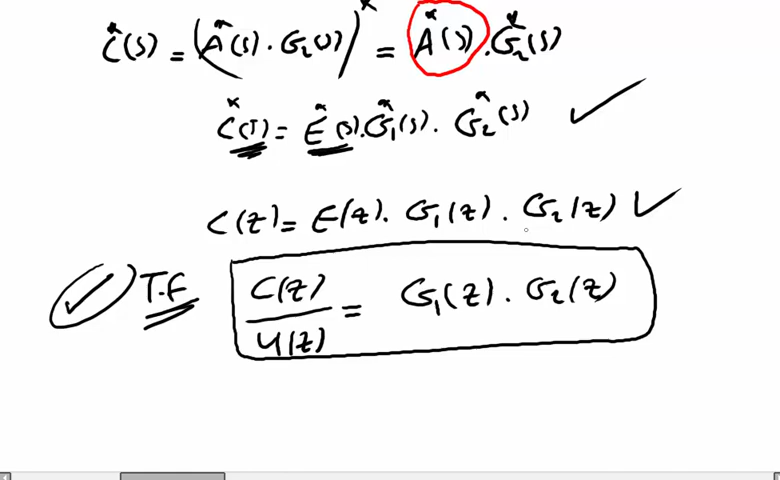 C*(s) = (A*(s) · G₂(s))* = A*(s) · G₂*(s)
C*(s) = E*(s) · G₁*(s) · G₂*(s) ✓
C(z) = E(z) · G₁(z) · G₂(z) ✓
✓ T.F C(z)/U(z) = G₁(z) · G₂(z)